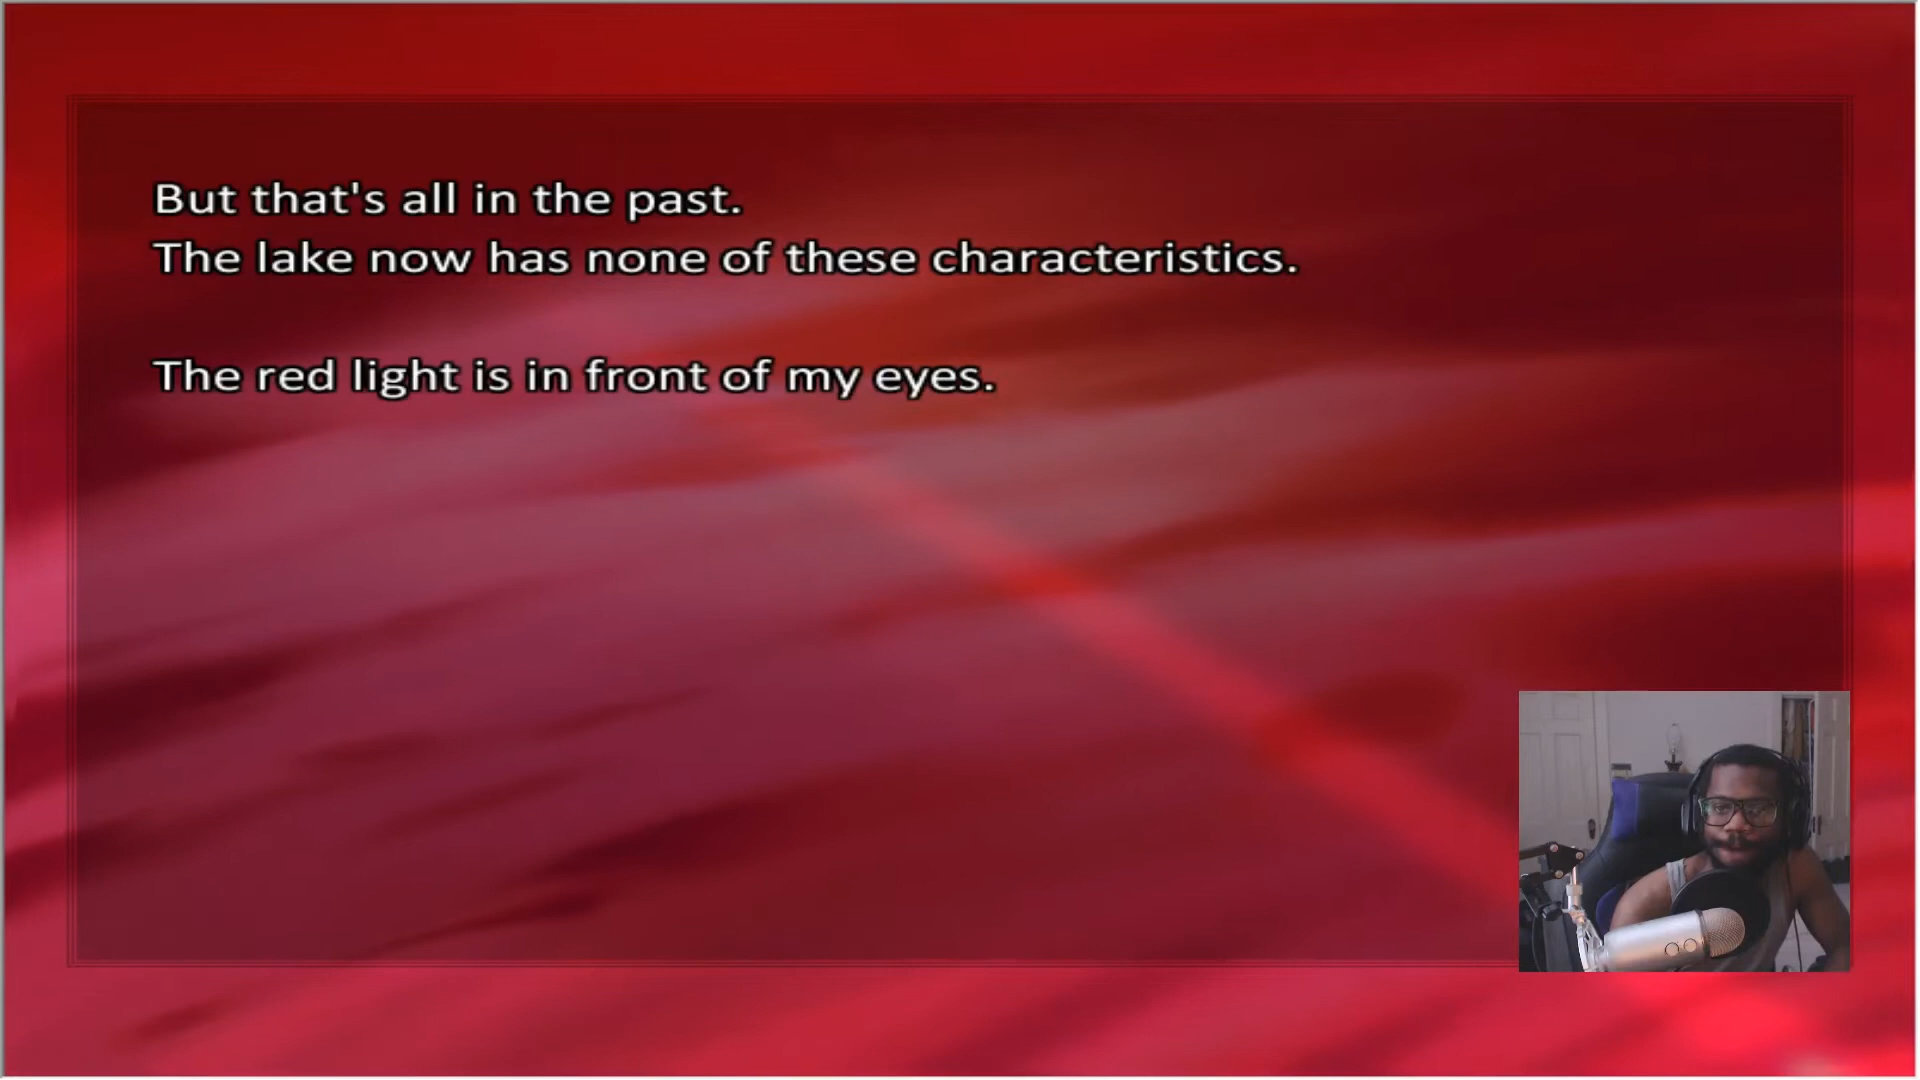 But that's all in the past.
The lake now has none of these characteristics.
The red light is in front of my eyes.